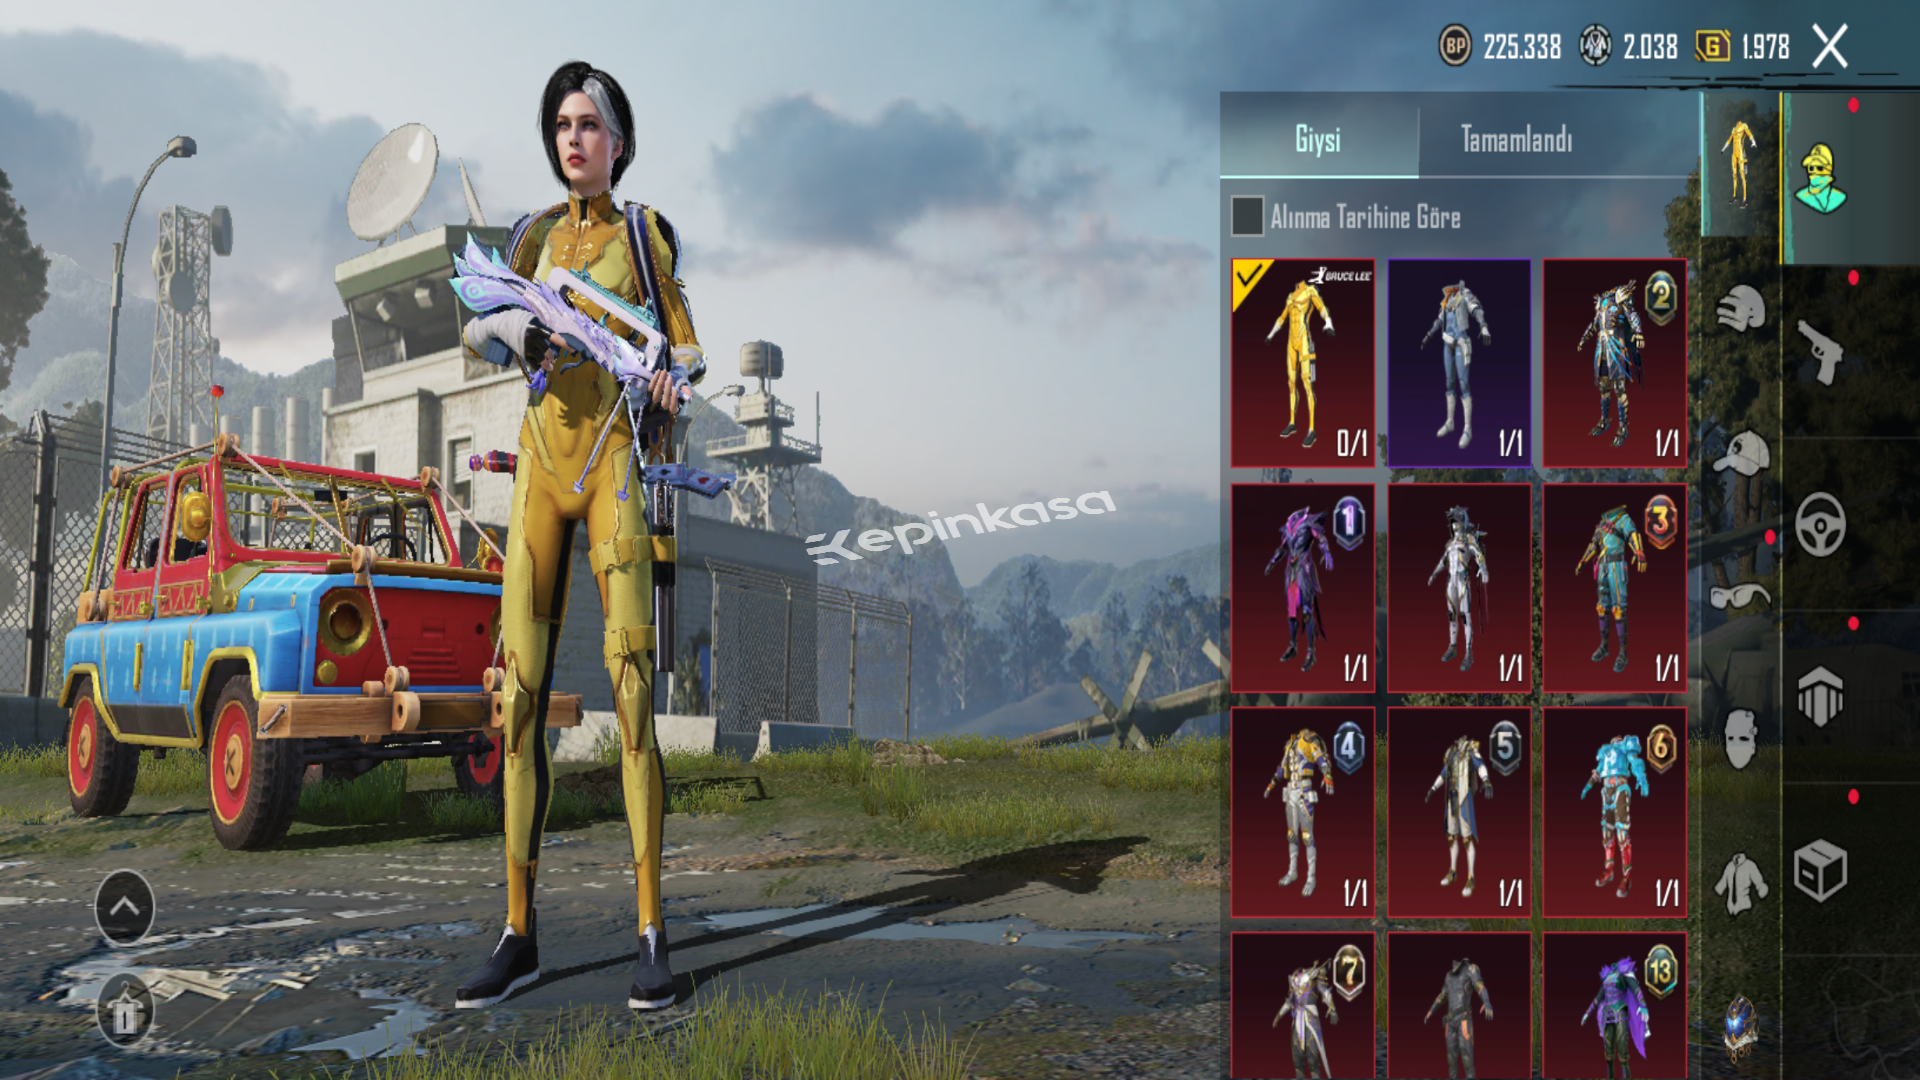 BP 225.338 2.038 G 1.978
Giysi Tamamlandı
Alınma Tarihine Göre
BRUCE LEE 2
0/1 1/1 1/1
1 3
1/1 1/1 1/1
epinkasa
4 5 6
1/1 1/1 1/1
7 13